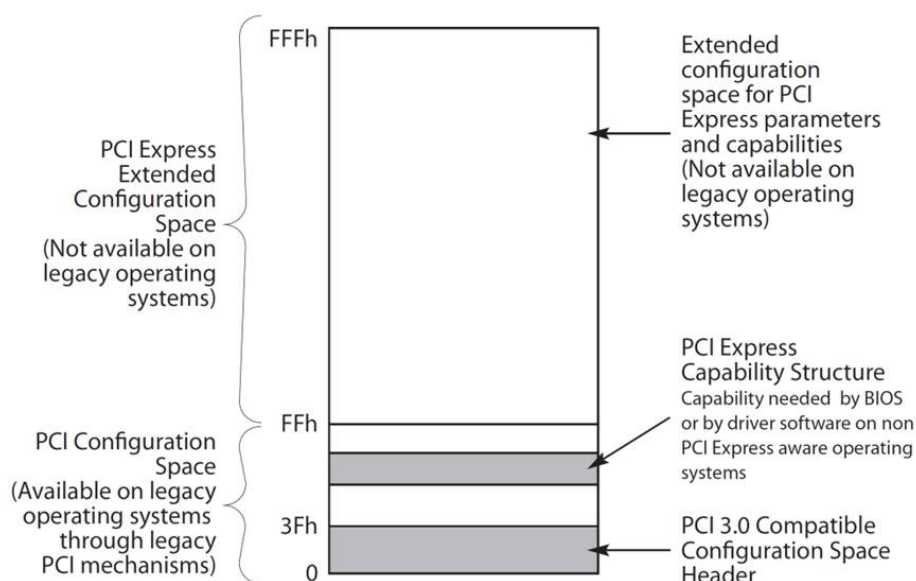 PCI Express
Extended
Configuration
Space
(Not available on
legacy operating
systems)
PCI Configuration
Space
(Available on legacy
operating systems
through legacy
PCI mechanisms)
FFFh
FFh
3Fh
0
Extended
configuration
space for PCI
Express parameters
and capabilities
(Not available on
legacy operating
systems)
PCI Express
Capability Structure
Capability needed by BIOS
or by driver software on non
PCI Express aware operating
systems
PCI 3.0 Compatible
Configuration Space
Header